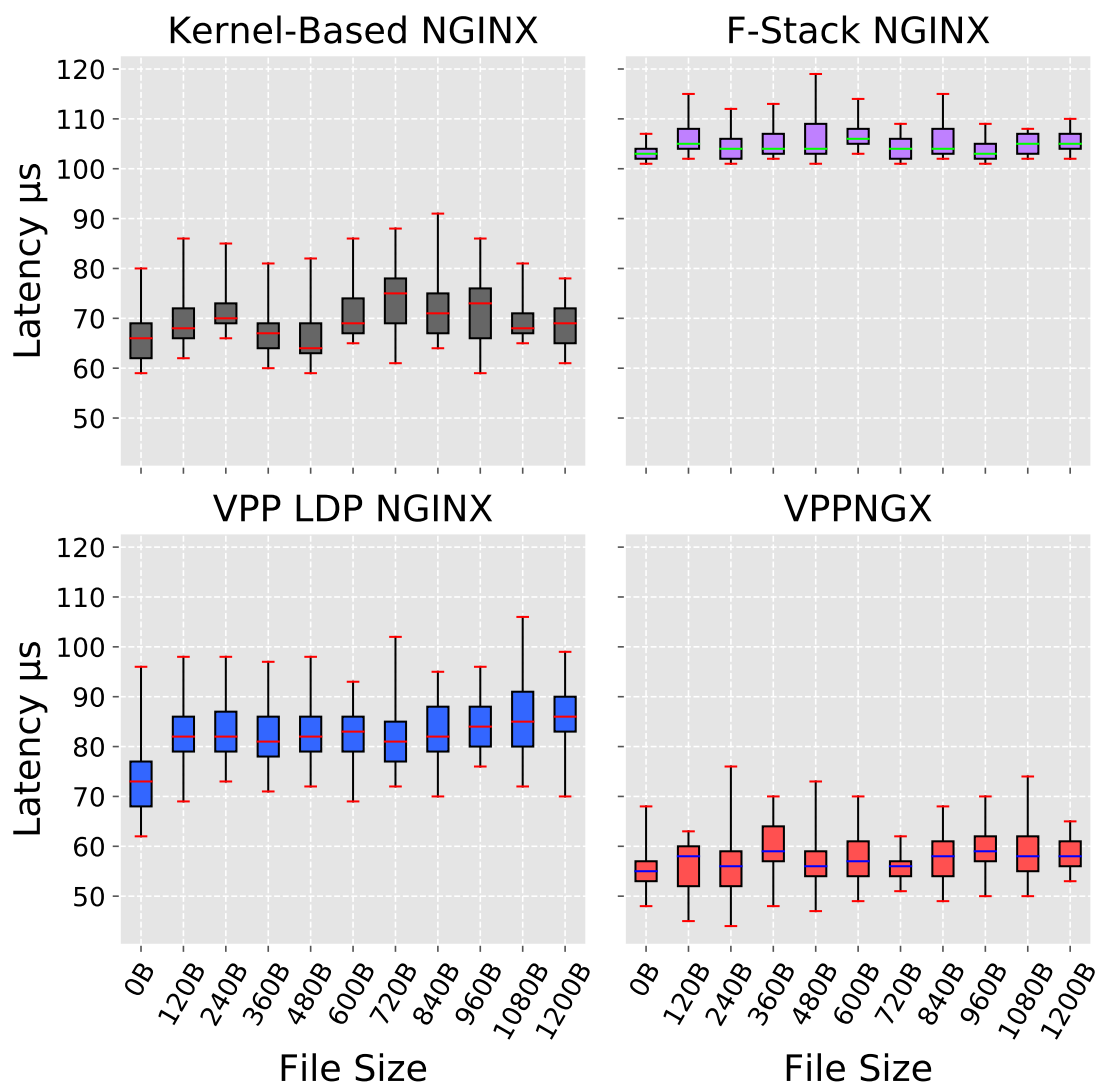 Kernel-Based NGINX
F-Stack NGINX
120
110
100
90
80
70
60
50
Latency µs
VPP LDP NGINX
VPPNGX
120
110
100
90
80
70
60
50
Latency µs
0B 120B 240B 360B 480B 600B 720B 840B 960B 1080B 1200B
0B 120B 240B 360B 480B 600B 720B 840B 960B 1080B 1200B
File Size
File Size